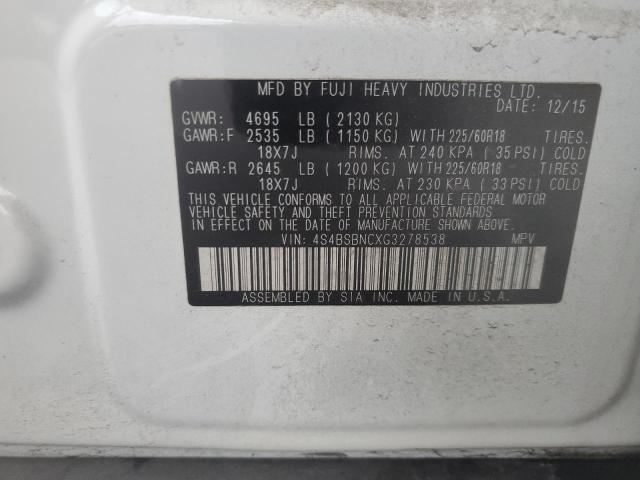 MFD BY FUJI HEAVY INDUSTRIES LTD.
DATE: 12/15
GVWR: 4695 LB ( 2130 KG)
GAWR:F 2535 LB ( 1150 KG) WITH 225/60R18 TIRES.
18X7J RIMS. AT 240 KPA ( 35 PSI) COLD
GAWR:R 2645 LB ( 1200 KG) WITH 225/60R18 TIRES.
18X7J RIMS. AT 230 KPA ( 33 PSI) COLD
THIS VEHICLE CONFORMS TO ALL APPLICABLE FEDERAL MOTOR
VEHICLE SAFETY AND THEFT PREVENTION STANDARDS
IN EFFECT ON THE DATE OF MANUFACTURE SHOWN ABOVE.
VIN: 4S4BSBNCXG3278538 MPV
ASSEMBLED BY SIA INC. MADE IN U.S.A.